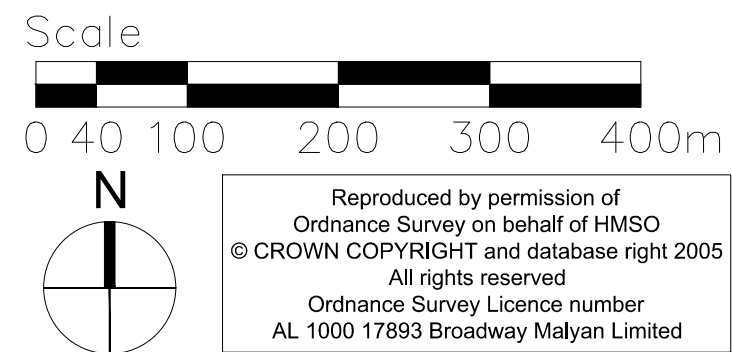 Scale
0 40 100 200 300 400m
N
Reproduced by permission of
Ordnance Survey on behalf of HMSO
© CROWN COPYRIGHT and database right 2005
All rights reserved
Ordnance Survey Licence number
AL 1000 17893 Broadway Malyan Limited